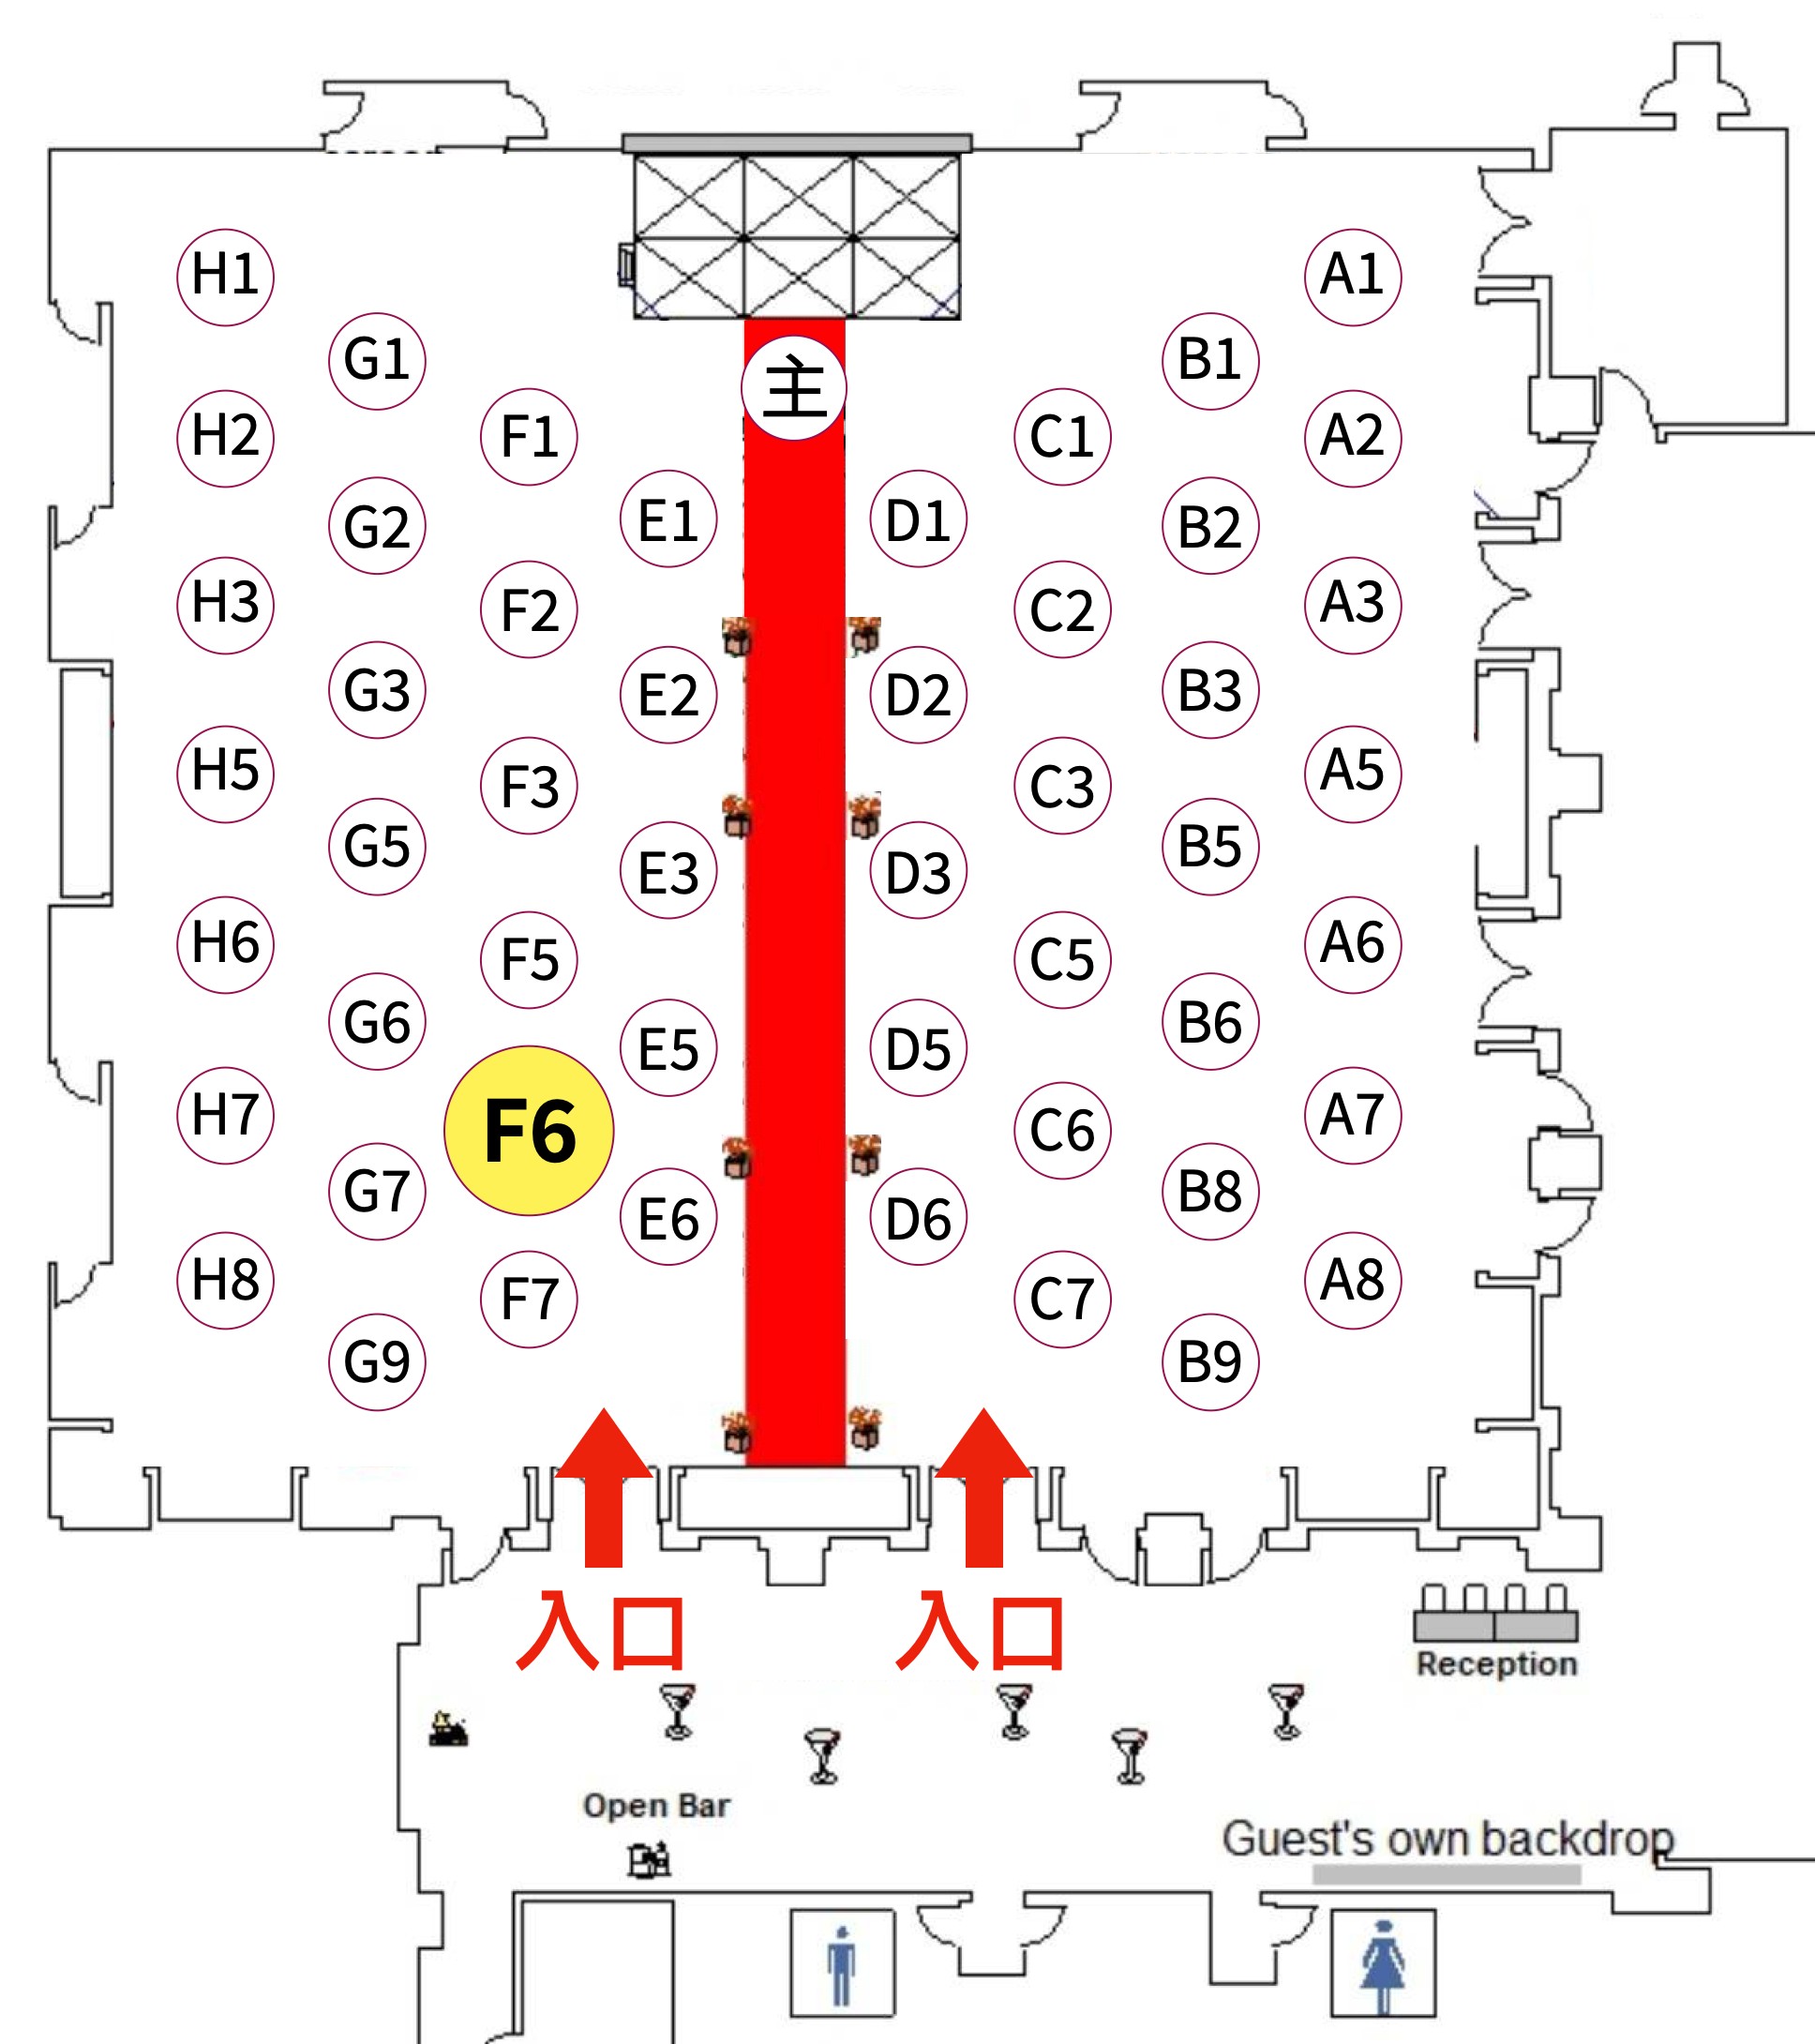 H1
A1
G1
B1
主
H2
F1
C1
A2
G2
E1
D1
B2
H3
F2
C2
A3
G3
E2
D2
B3
H5
F3
C3
A5
G5
E3
D3
B5
H6
F5
C5
A6
G6
E5
D5
B6
H7
F6
C6
A7
G7
E6
D6
B8
H8
F7
C7
A8
G9
B9
入口
入口
Reception
Open Bar
Guest's own backdrop